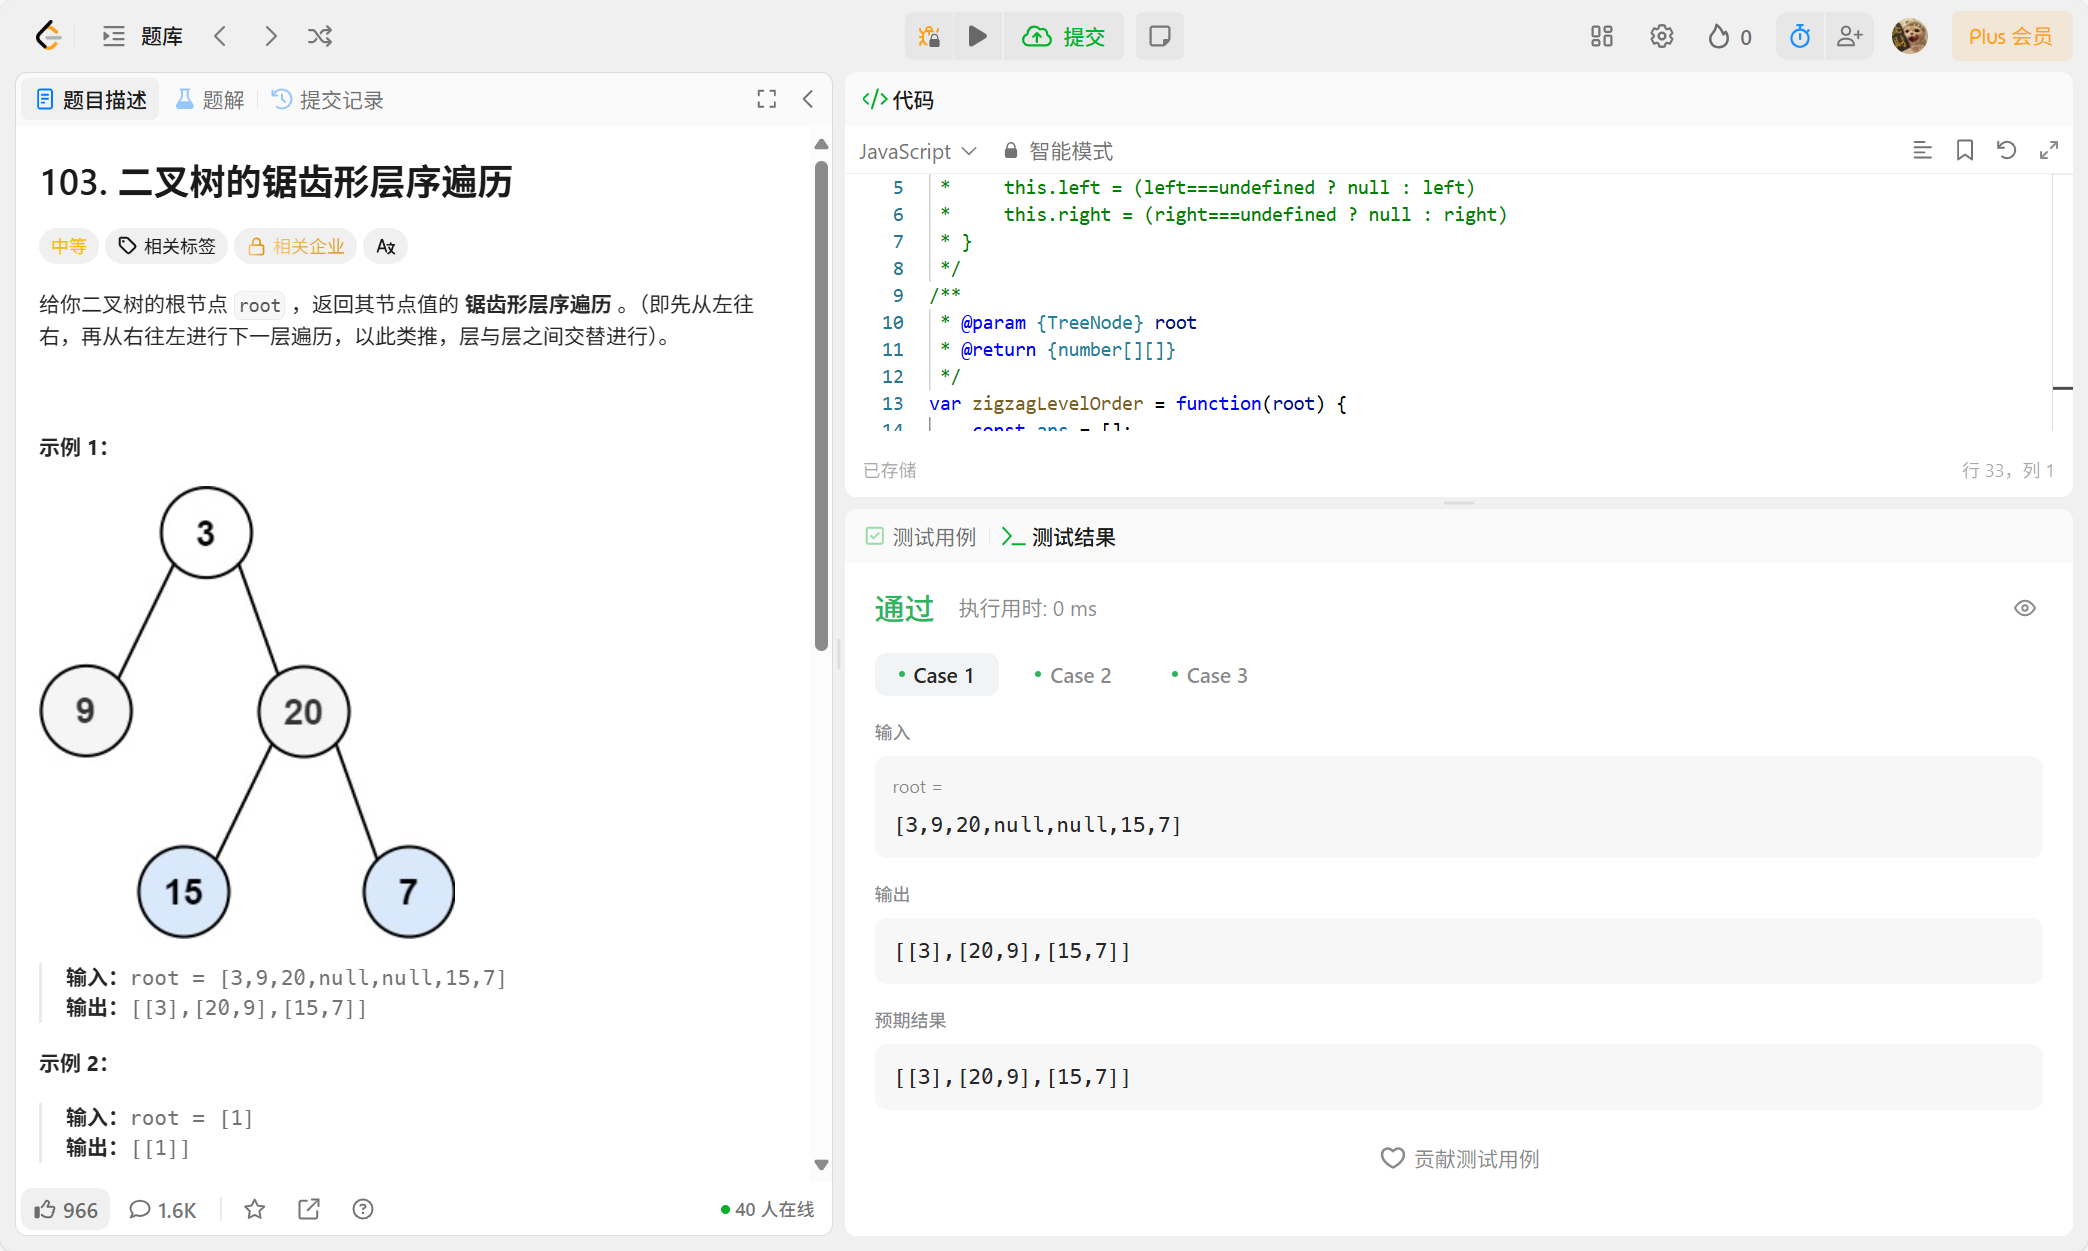 题库
提交
0
Plus 会员
题目描述
题解
提交记录
103. 二叉树的锯齿形层序遍历
中等
相关标签
相关企业
给你二叉树的根节点 root ，返回其节点值的 锯齿形层序遍历 。（即先从左往
右，再从右往左进行下一层遍历，以此类推，层与层之间交替进行）。
示例 1：
3
9
20
15
7
输入：root = [3,9,20,null,null,15,7]
输出：[[3],[20,9],[15,7]]
示例 2：
输入：root = [1]
输出：[[1]]
966
1.6K
40 人在线
</> 代码
JavaScript
智能模式
5 *     this.left = (left===undefined ? null : left)
6 *     this.right = (right===undefined ? null : right)
7 * }
8 */
9 /**
10 * @param {TreeNode} root
11 * @return {number[][]}
12 */
13 var zigzagLevelOrder = function(root) {
14     const ans = [];
已存储
行 33，列 1
测试用例
测试结果
通过
执行用时: 0 ms
Case 1
Case 2
Case 3
输入
root =
[3,9,20,null,null,15,7]
输出
[[3],[20,9],[15,7]]
预期结果
[[3],[20,9],[15,7]]
贡献测试用例